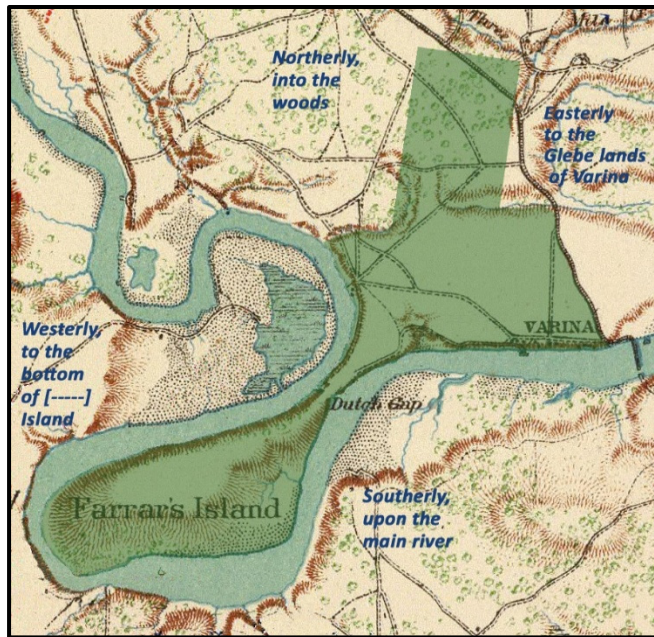 Northerly,
into the
woods
Easterly
to the
Glebe lands
of Varina
Westerly,
to the
bottom
of [-----]
Island
VARINA
Dutch Gap
Farrar's Island
Southerly,
upon the
main river